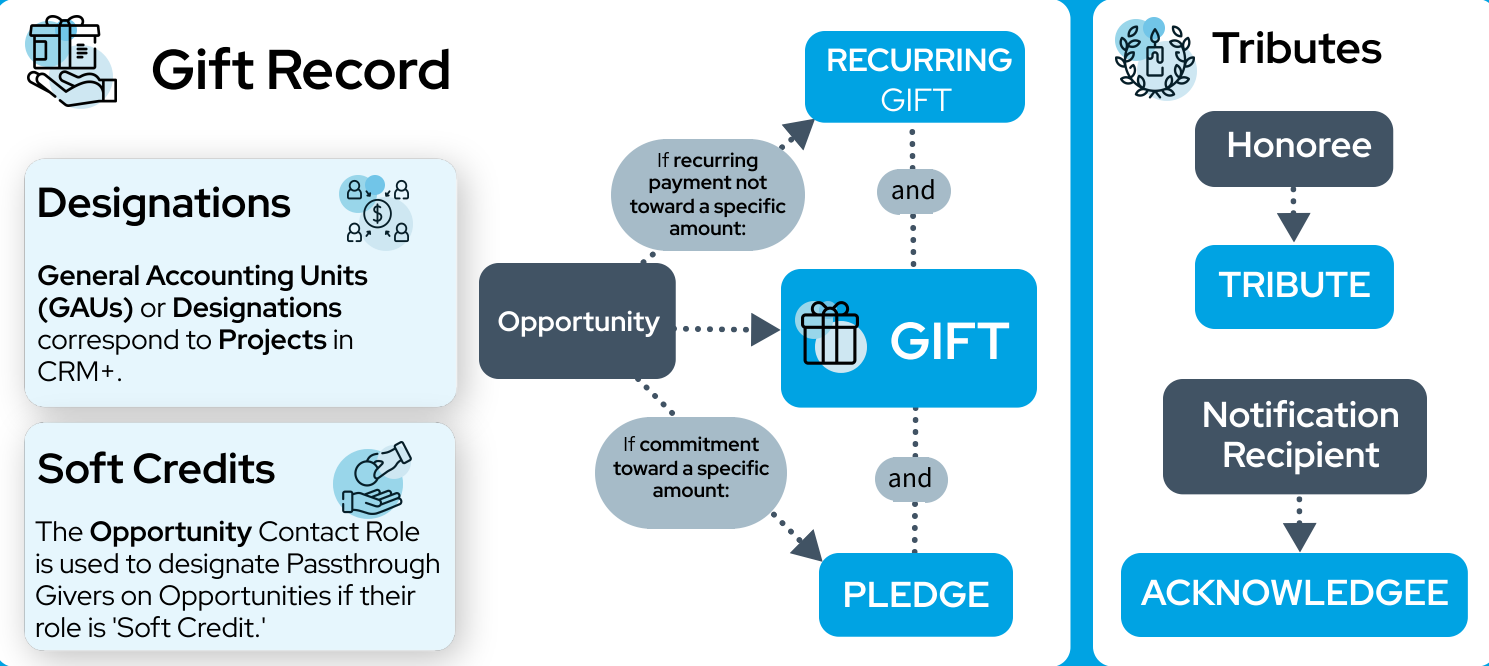 Gift Record
Designations
General Accounting Units
(GAUs) or Designations
correspond to Projects in
CRM+.
Soft Credits
The Opportunity Contact Role
is used to designate Passthrough
Givers on Opportunities if their
role is 'Soft Credit.'
Opportunity
If recurring
payment not
toward a specific
amount:
RECURRING
GIFT
and
$
GIFT
If commitment
toward a specific
amount:
and
PLEDGE
Tributes
Honoree
TRIBUTE
Notification
Recipient
ACKNOWLEDGEE